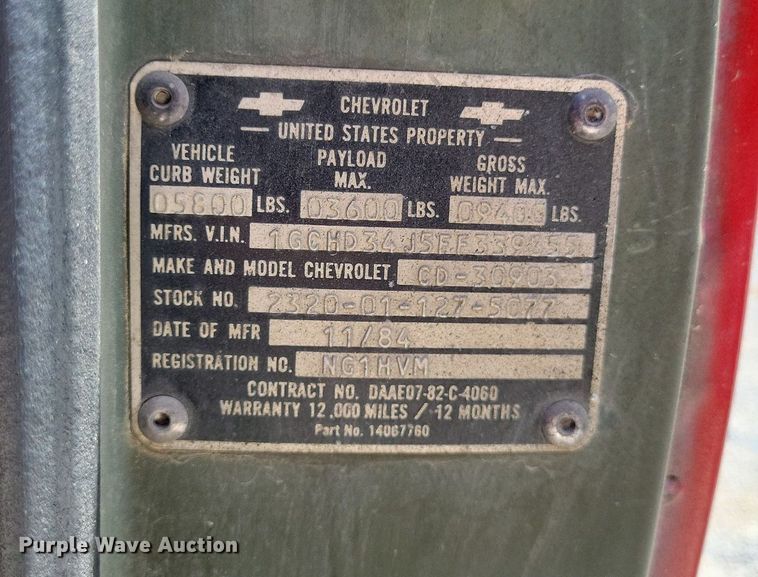 CHEVROLET
UNITED STATES PROPERTY
VEHICLE CURB WEIGHT
PAYLOAD MAX.
GROSS WEIGHT MAX.
05800 LBS. 03600 LBS. 09400 LBS.
MFRS. V.I.N.
MAKE AND MODEL CHEVROLET CD-30903
STOCK NO. 2320-01-127-5077
DATE OF MFR 11/84
REGISTRATION NO. NG1HVM
CONTRACT NO. DAAE07-82-C-4060
WARRANTY 12,000 MILES / 12 MONTHS
Part No. 14067760
Purple Wave Auction